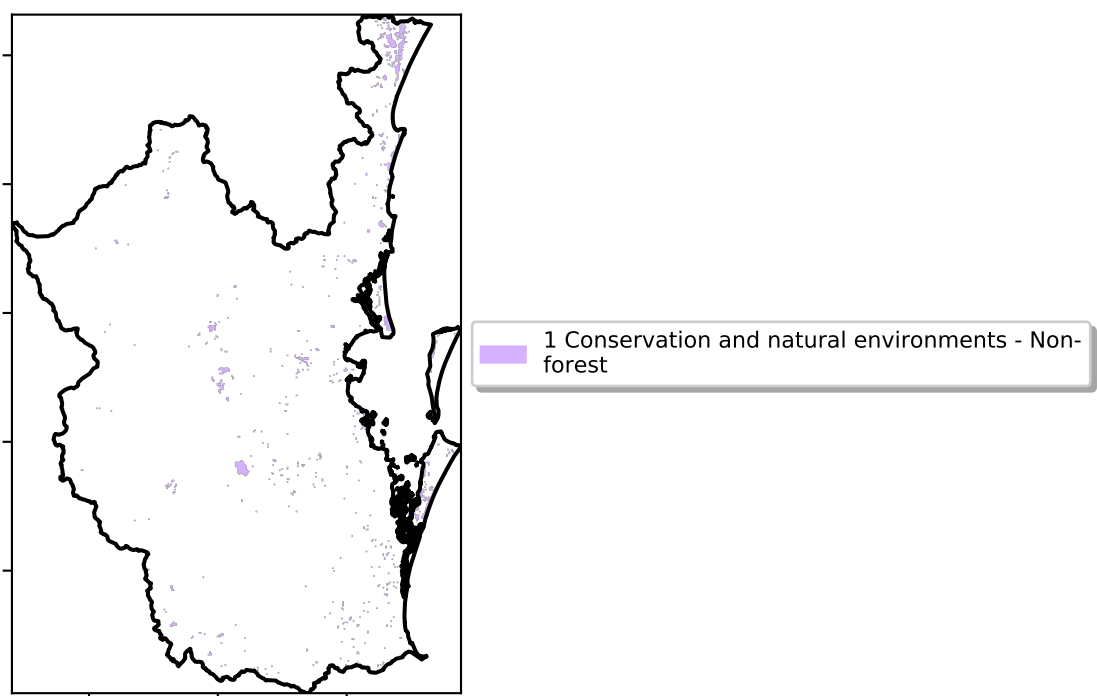 1 Conservation and natural environments - Non-
forest